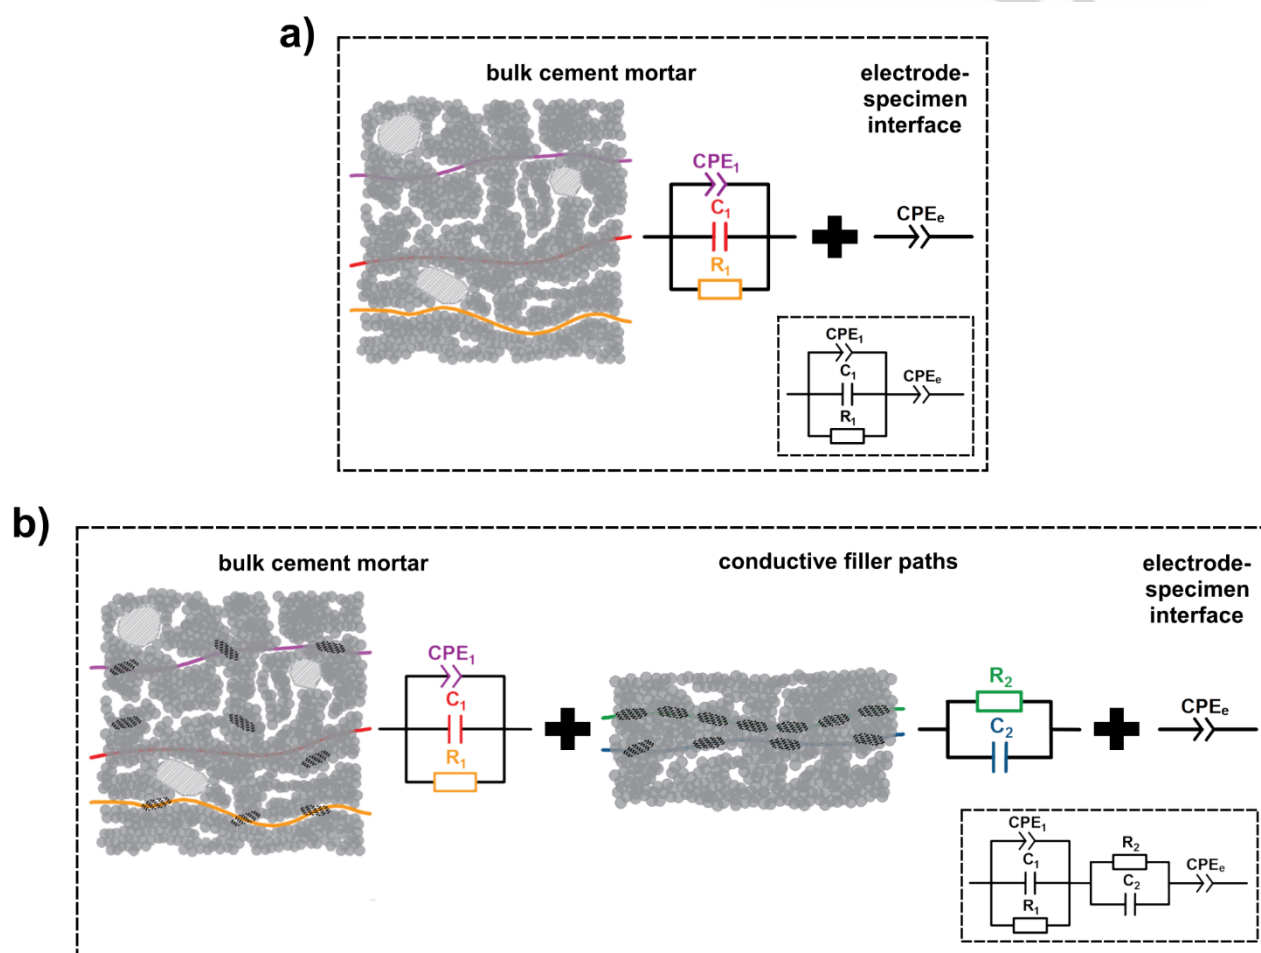 a)
bulk cement mortar
electrode-
specimen
interface
CPE₁
C₁
R₁
CPEₑ
CPE₁
C₁
R₁
CPEₑ
b)
bulk cement mortar
conductive filler paths
electrode-
specimen
interface
CPE₁
C₁
R₁
R₂
C₂
CPEₑ
CPE₁
C₁
R₁
R₂
C₂
CPEₑ